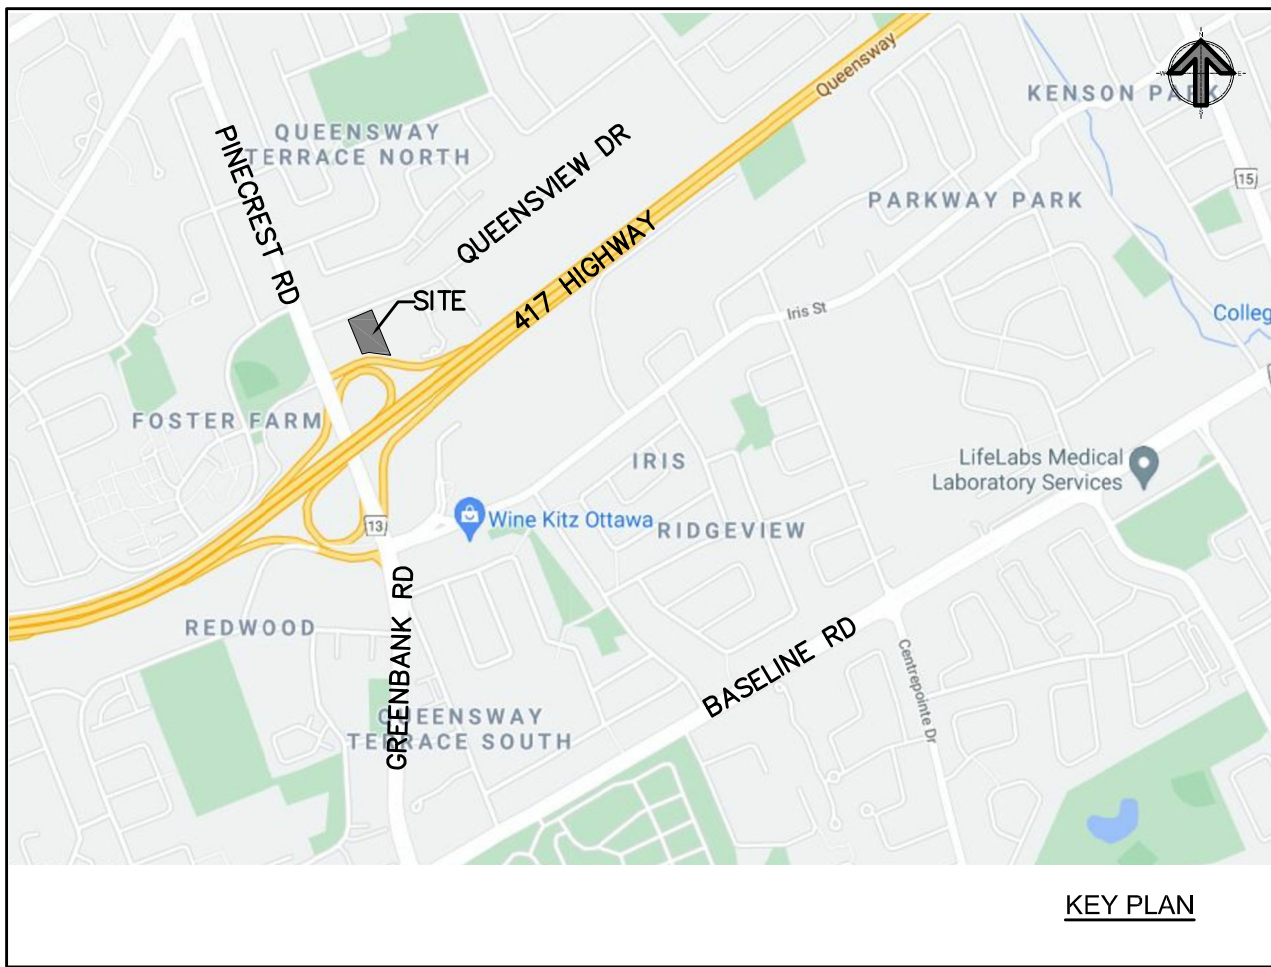 Queensway
N
W
E
S
KENSON PARK
QUEENSWAY
TERRACE NORTH
PINECREST RD
QUEENSVIEW DR
15
PARKWAY PARK
417 HIGHWAY
SITE
Iris St
Colleg
FOSTER FARM
IRIS
LifeLabs Medical
Laboratory Services
13
Wine Kitz Ottawa
RIDGEVIEW
GREENBANK RD
REDWOOD
BASELINE RD
Centrepointe Dr
QUEENSWAY
TERRACE SOUTH
KEY PLAN